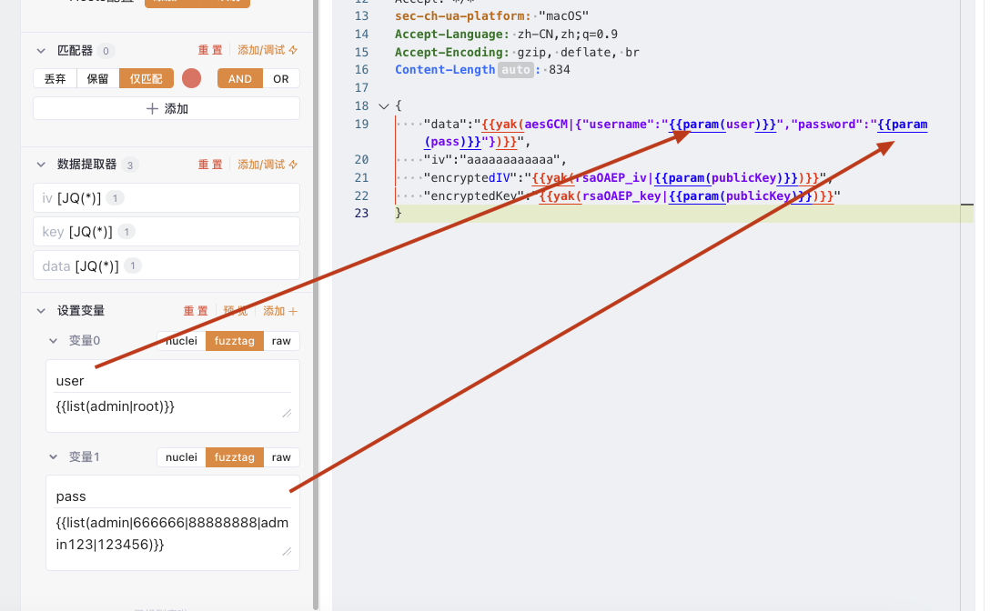 匹配器 0 重 置 添加/调试
丢弃 保留 仅匹配 AND OR
添加
数据提取器 3 重 置 添加/调试
iv [JQ(*)] 1
key [JQ(*)] 1
data [JQ(*)] 1
设置变量 重 置 预 览 添加
变量0 nuclei fuzztag raw
user
{{list(admin|root)}}
变量1 nuclei fuzztag raw
pass
{{list(admin|666666|88888888|adm
in123|123456)}}
13 sec-ch-ua-platform: "macOS"
14 Accept-Language: zh-CN,zh;q=0.9
15 Accept-Encoding: gzip, deflate, br
16 Content-Length auto : 834
17
18 {
19 ····"data":"{{yak(aesGCM|{"username":"{{param(user)}}","password":"{{param
(pass)}}"})}}",
20 ····"iv":"aaaaaaaaaaaa",
21 ····"encryptedIV":"{{yak(rsaOAEP_iv|{{param(publicKey)}})}}",
22 ····"encryptedKey":"{{yak(rsaOAEP_key|{{param(publicKey)}})}}"
23 }